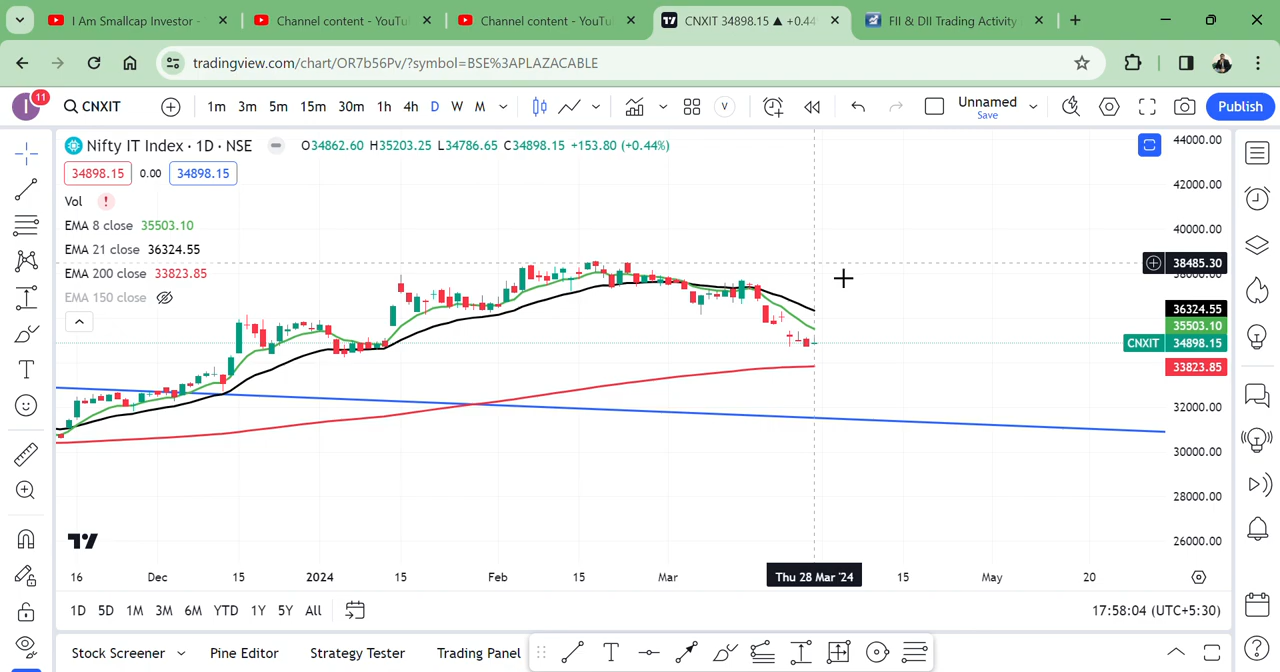 I Am Smallcap Investor -
Channel content - YouTu
Channel content - YouTu
CNXIT 34898.15 ▲ +0.4
FII & DII Trading Activity
tradingview.com/chart/OR7b56Pv/?symbol=BSE%3APLAZACABLE
I 11
CNXIT
1m 3m 5m 15m 30m 1h 4h D W M
V
Unnamed
Save
Publish
Nifty IT Index · 1D · NSE
O34862.60 H35203.25 L34786.65 C34898.15 +153.80 (+0.44%)
34898.15 0.00 34898.15
Vol !
EMA 8 close 35503.10
EMA 21 close 36324.55
EMA 200 close 33823.85
EMA 150 close
44000.00
42000.00
40000.00
38485.30
38000.00
36324.55
35503.10
CNXIT 34898.15
33823.85
32000.00
30000.00
28000.00
26000.00
16 Dec 15 2024 15 Feb 15 Mar Thu 28 Mar '24 15 May 20
1D 5D 1M 3M 6M YTD 1Y 5Y All
17:58:04 (UTC+5:30)
Stock Screener Pine Editor Strategy Tester Trading Panel